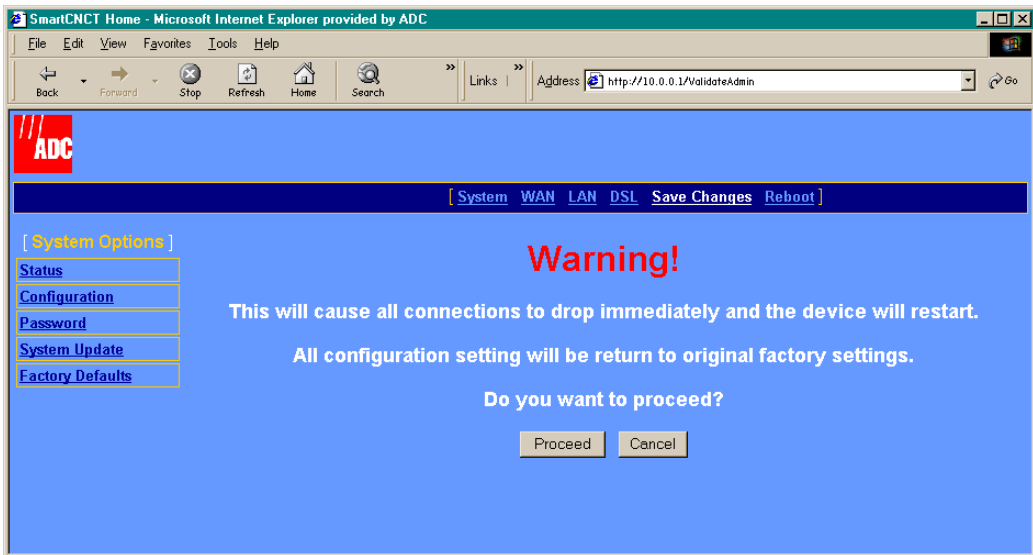 SmartCNCT Home - Microsoft Internet Explorer provided by ADC
File Edit View Favorites Tools Help
Back Forward Stop Refresh Home Search » Links » Address http://10.0.0.1/ValidateAdmin Go
ADC
[ System WAN LAN DSL Save Changes Reboot ]
[ System Options ]
Status
Configuration
Password
System Update
Factory Defaults
Warning!
This will cause all connections to drop immediately and the device will restart.
All configuration setting will be return to original factory settings.
Do you want to proceed?
Proceed Cancel